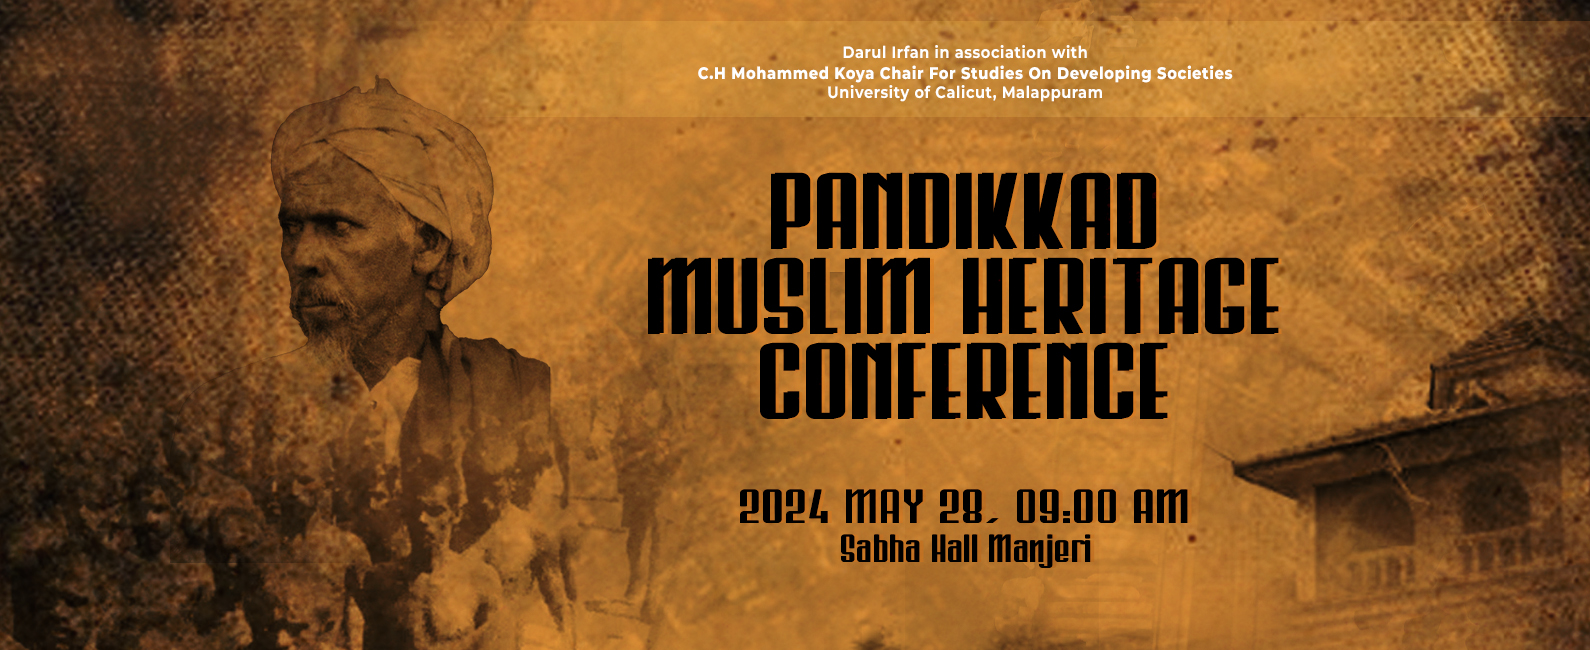 Darul Irfan in association with
C.H Mohammed Koya Chair For Studies On Developing Societies
University of Calicut, Malappuram
PANDIKKAD
MUSLIM HERITAGE
CONFERENCE
2024 MAY 28, 09:00 AM
Sabha Hall Manjeri